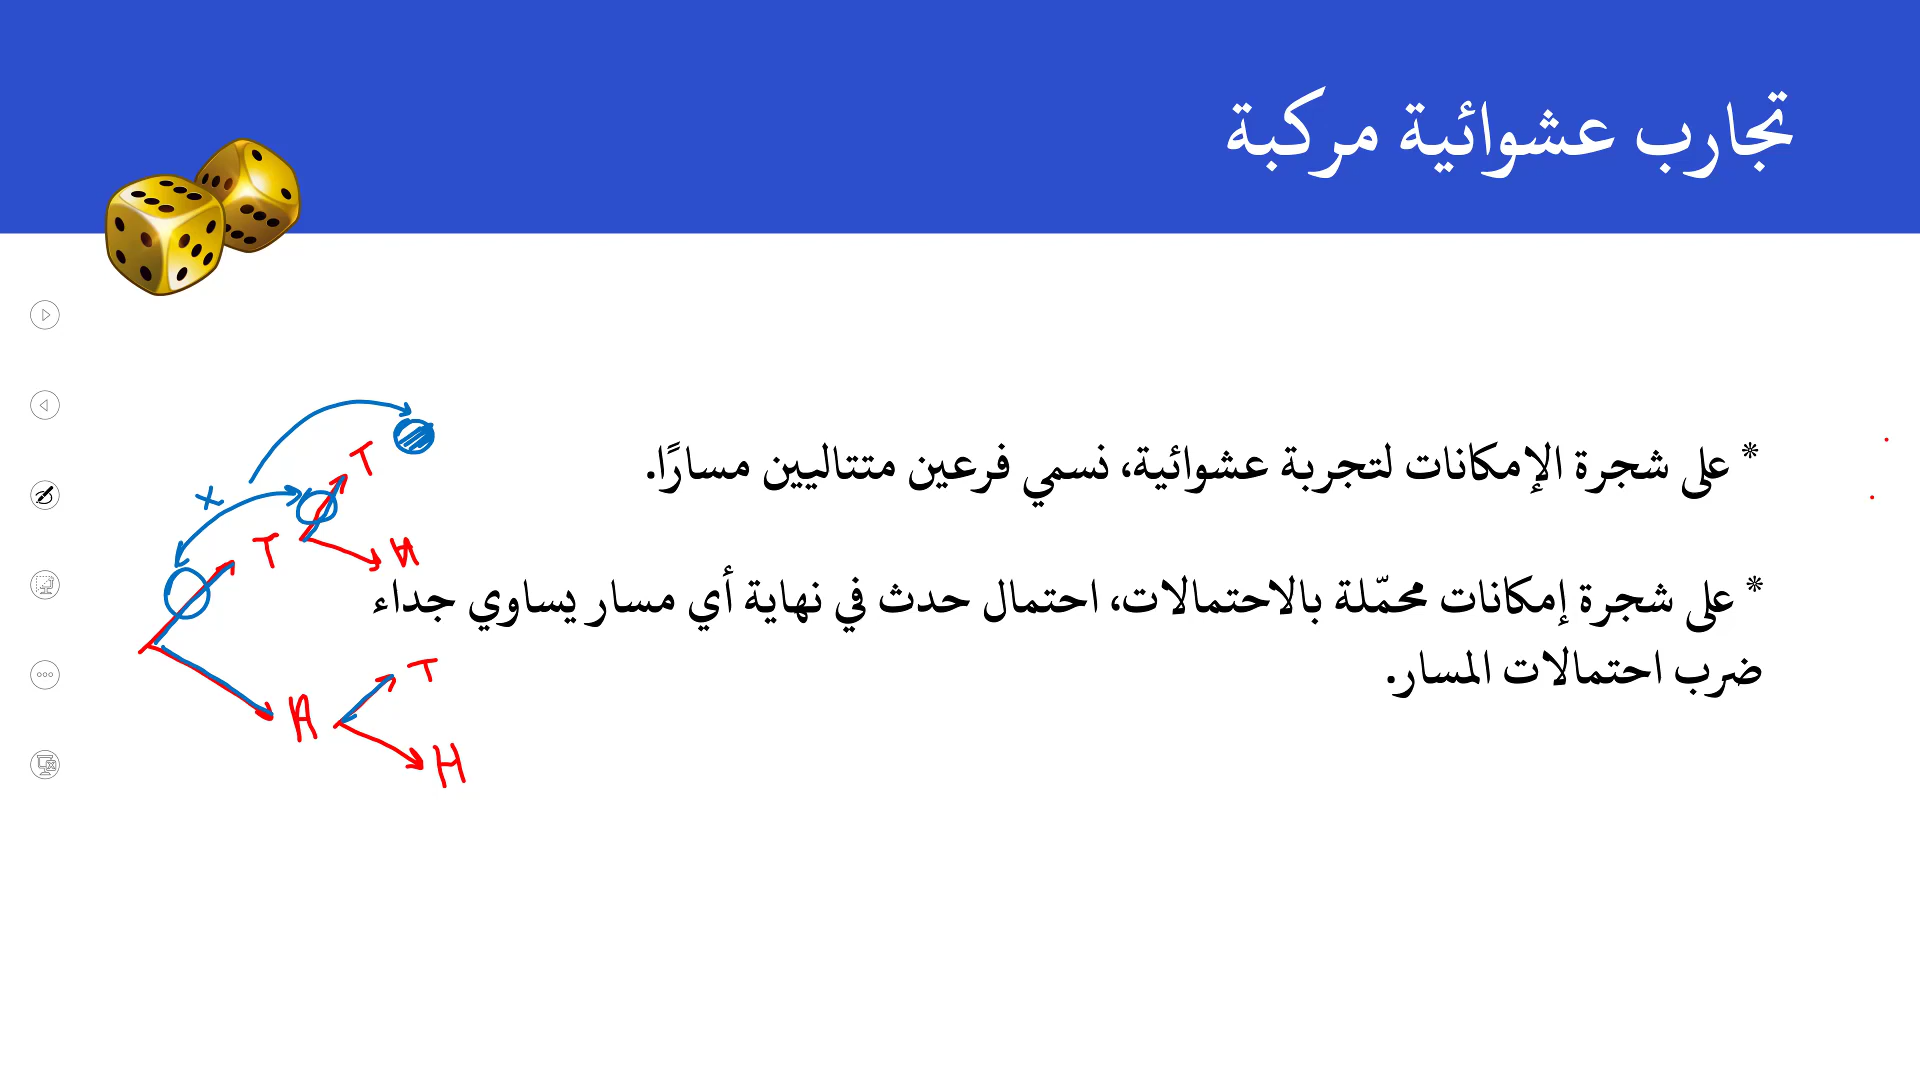 تجارب عشوائية مركبة
* على شجرة الإمكانات لتجربة عشوائية، نسمي فرعين متتاليين مسارًا.
* على شجرة إمكانات محمّلة بالاحتمالات، احتمال حدث في نهاية أي مسار يساوي جداء
ضرب احتمالات المسار.
T
x
T
H
T
H
H